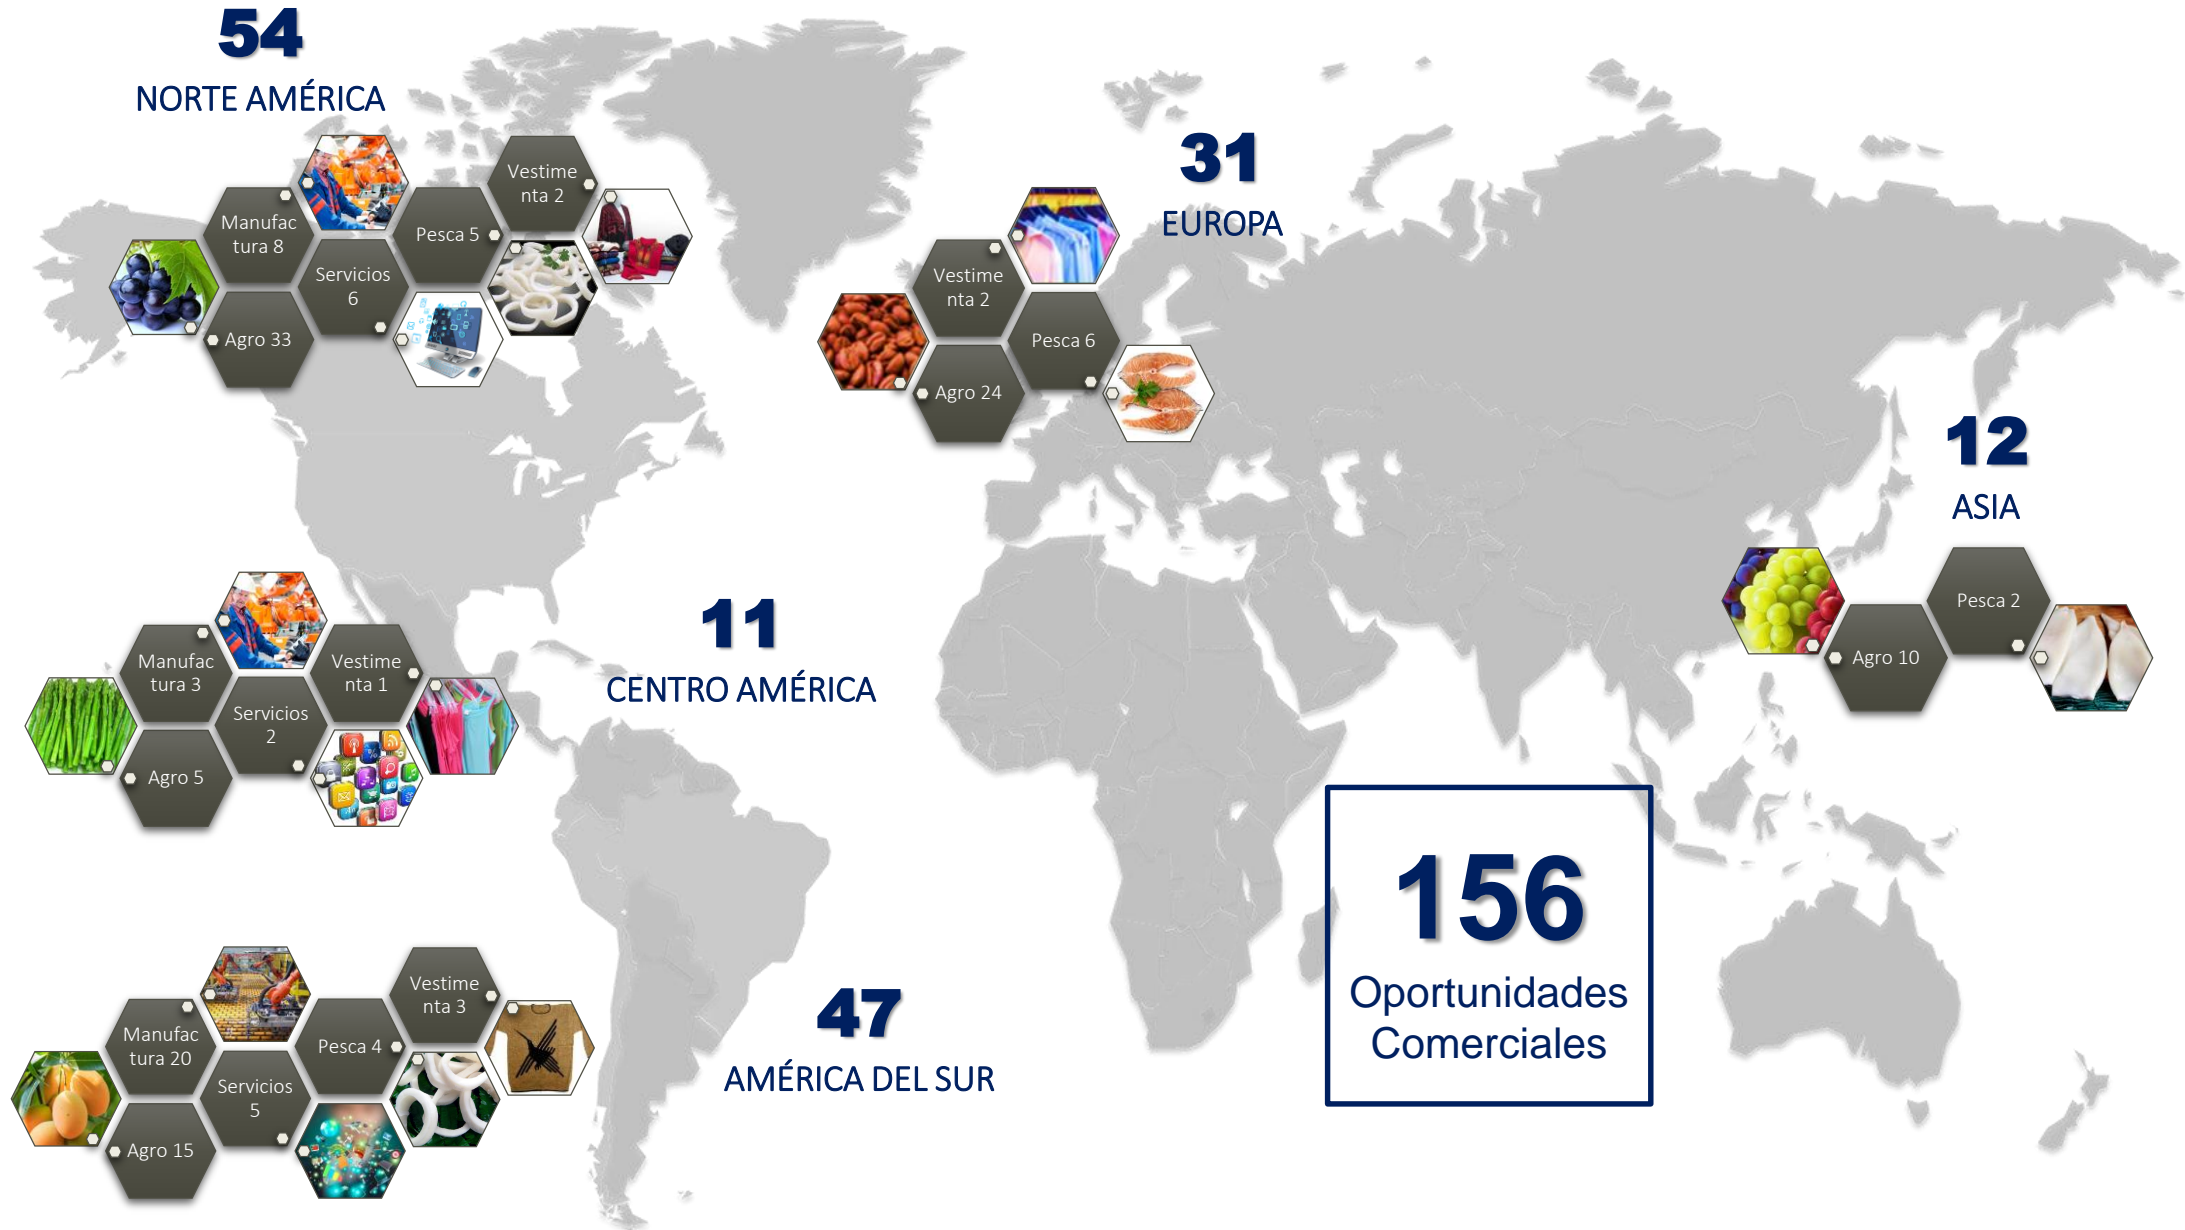 54
NORTE AMÉRICA
Vestime
nta 2
Manufac
tura 8
Pesca 5
Servicios
6
Agro 33
31
EUROPA
Vestime
nta 2
Pesca 6
Agro 24
12
ASIA
Pesca 2
Agro 10
11
CENTRO AMÉRICA
Manufac
tura 3
Vestime
nta 1
Servicios
2
Agro 5
47
AMÉRICA DEL SUR
Vestime
nta 3
Manufac
tura 20
Pesca 4
Servicios
5
Agro 15
156
Oportunidades
Comerciales